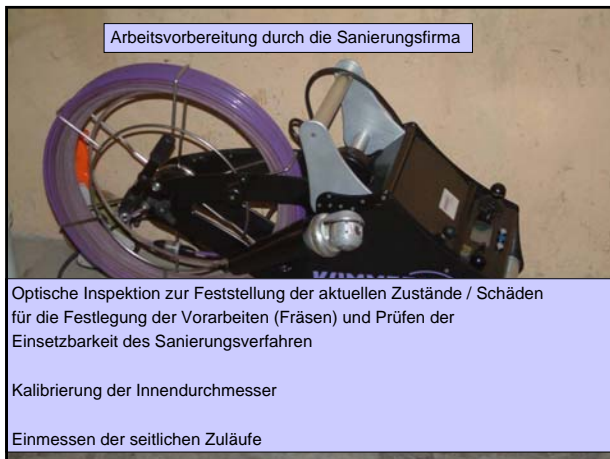 Arbeitsvorbereitung durch die Sanierungsfirma
Optische Inspektion zur Feststellung der aktuellen Zustände / Schäden
für die Festlegung der Vorarbeiten (Fräsen) und Prüfen der
Einsetzbarkeit des Sanierungsverfahren
Kalibrierung der Innendurchmesser
Einmessen der seitlichen Zuläufe